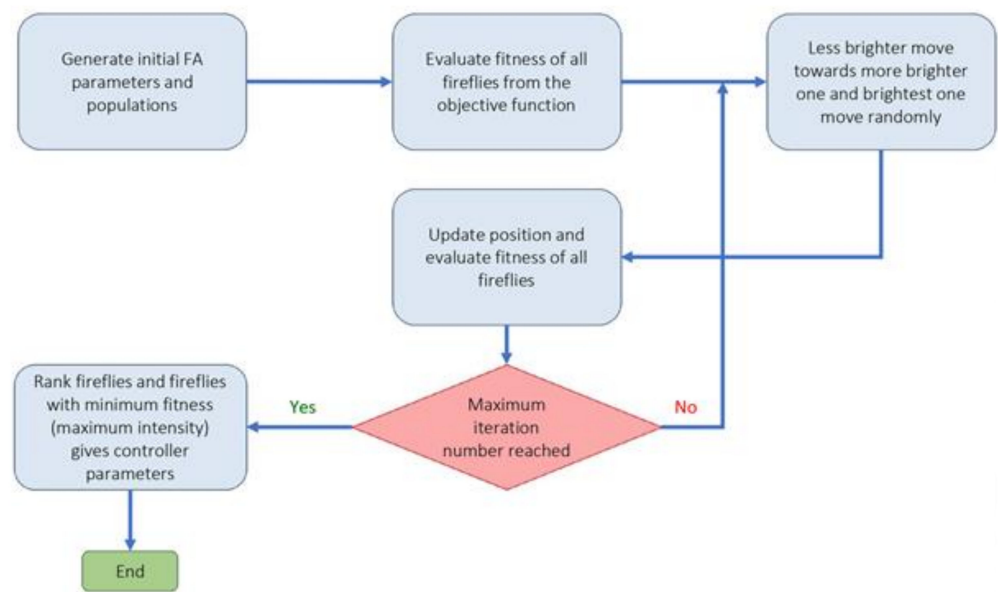 Generate initial FA
parameters and
populations
Evaluate fitness of all
fireflies from the
objective function
Less brighter move
towards more brighter
one and brightest one
move randomly
Update position and
evaluate fitness of all
fireflies
Maximum
iteration
number reached
No
Yes
Rank fireflies and fireflies
with minimum fitness
(maximum intensity)
gives controller
parameters
End